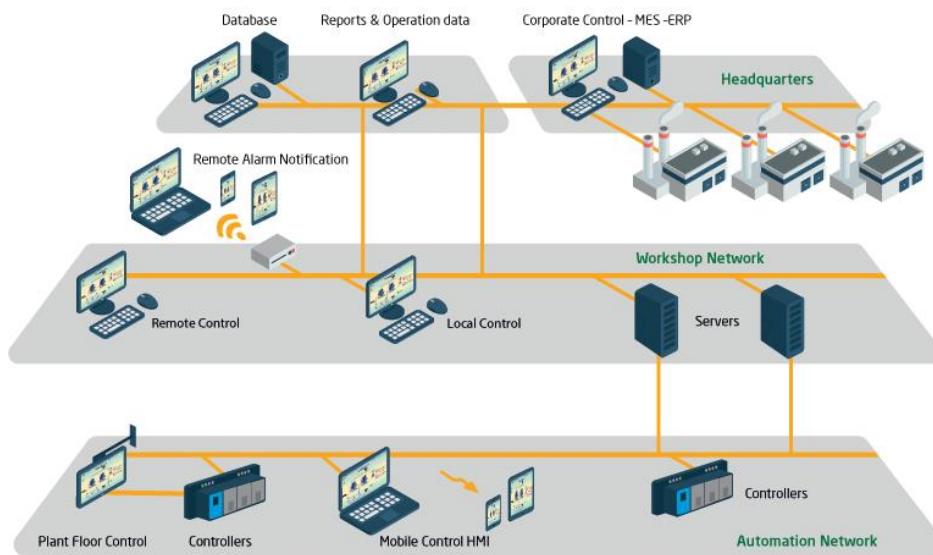 Database
Reports & Operation data
Corporate Control - MES -ERP
Headquarters
Remote Alarm Notification
Workshop Network
Remote Control
Local Control
Servers
Controllers
Plant Floor Control
Controllers
Mobile Control HMI
Automation Network